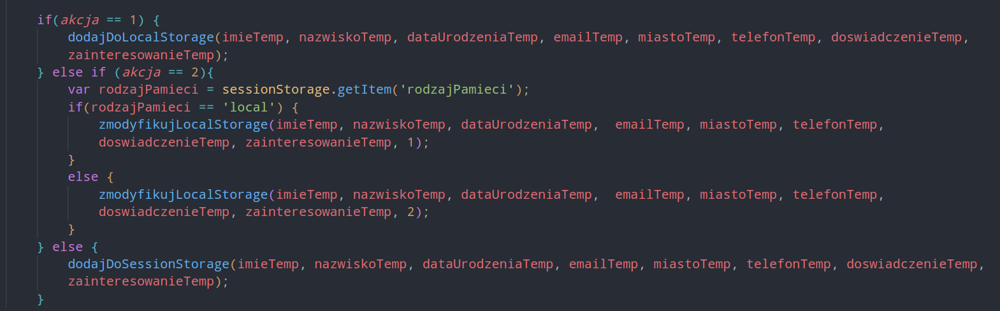 if(akcja == 1) {
dodajDoLocalStorage(imieTemp, nazwiskoTemp, dataUrodzeniaTemp, emailTemp, miastoTemp, telefonTemp, doswiadczenieTemp,
zainteresowanieTemp);
} else if (akcja == 2){
var rodzajPamieci = sessionStorage.getItem('rodzajPamieci');
if(rodzajPamieci == 'local') {
zmodyfikujLocalStorage(imieTemp, nazwiskoTemp, dataUrodzeniaTemp,  emailTemp, miastoTemp, telefonTemp,
doswiadczenieTemp, zainteresowanieTemp, 1);
}
else {
zmodyfikujLocalStorage(imieTemp, nazwiskoTemp, dataUrodzeniaTemp,  emailTemp, miastoTemp, telefonTemp,
doswiadczenieTemp, zainteresowanieTemp, 2);
}
} else {
dodajDoSessionStorage(imieTemp, nazwiskoTemp, dataUrodzeniaTemp, emailTemp, miastoTemp, telefonTemp, doswiadczenieTemp,
zainteresowanieTemp);
}